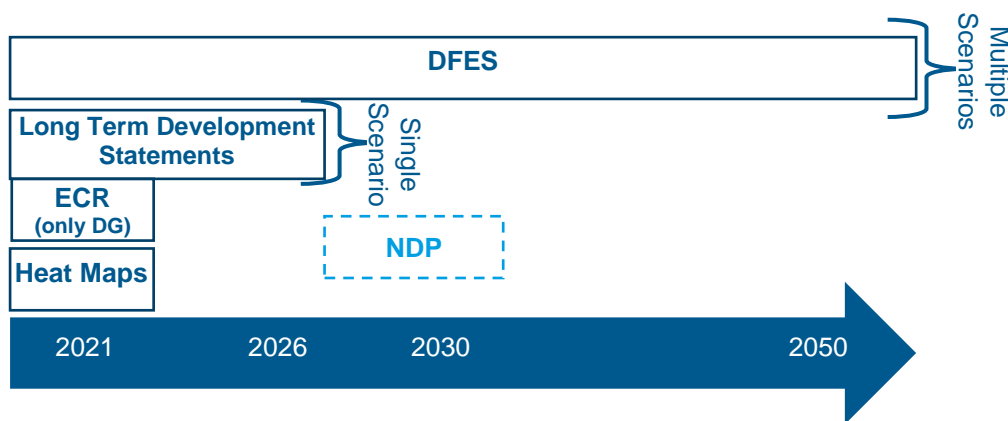 DFES
Multiple
Scenarios
Long Term Development
Statements
Single
Scenario
ECR
(only DG)
NDP
Heat Maps
2021
2026
2030
2050